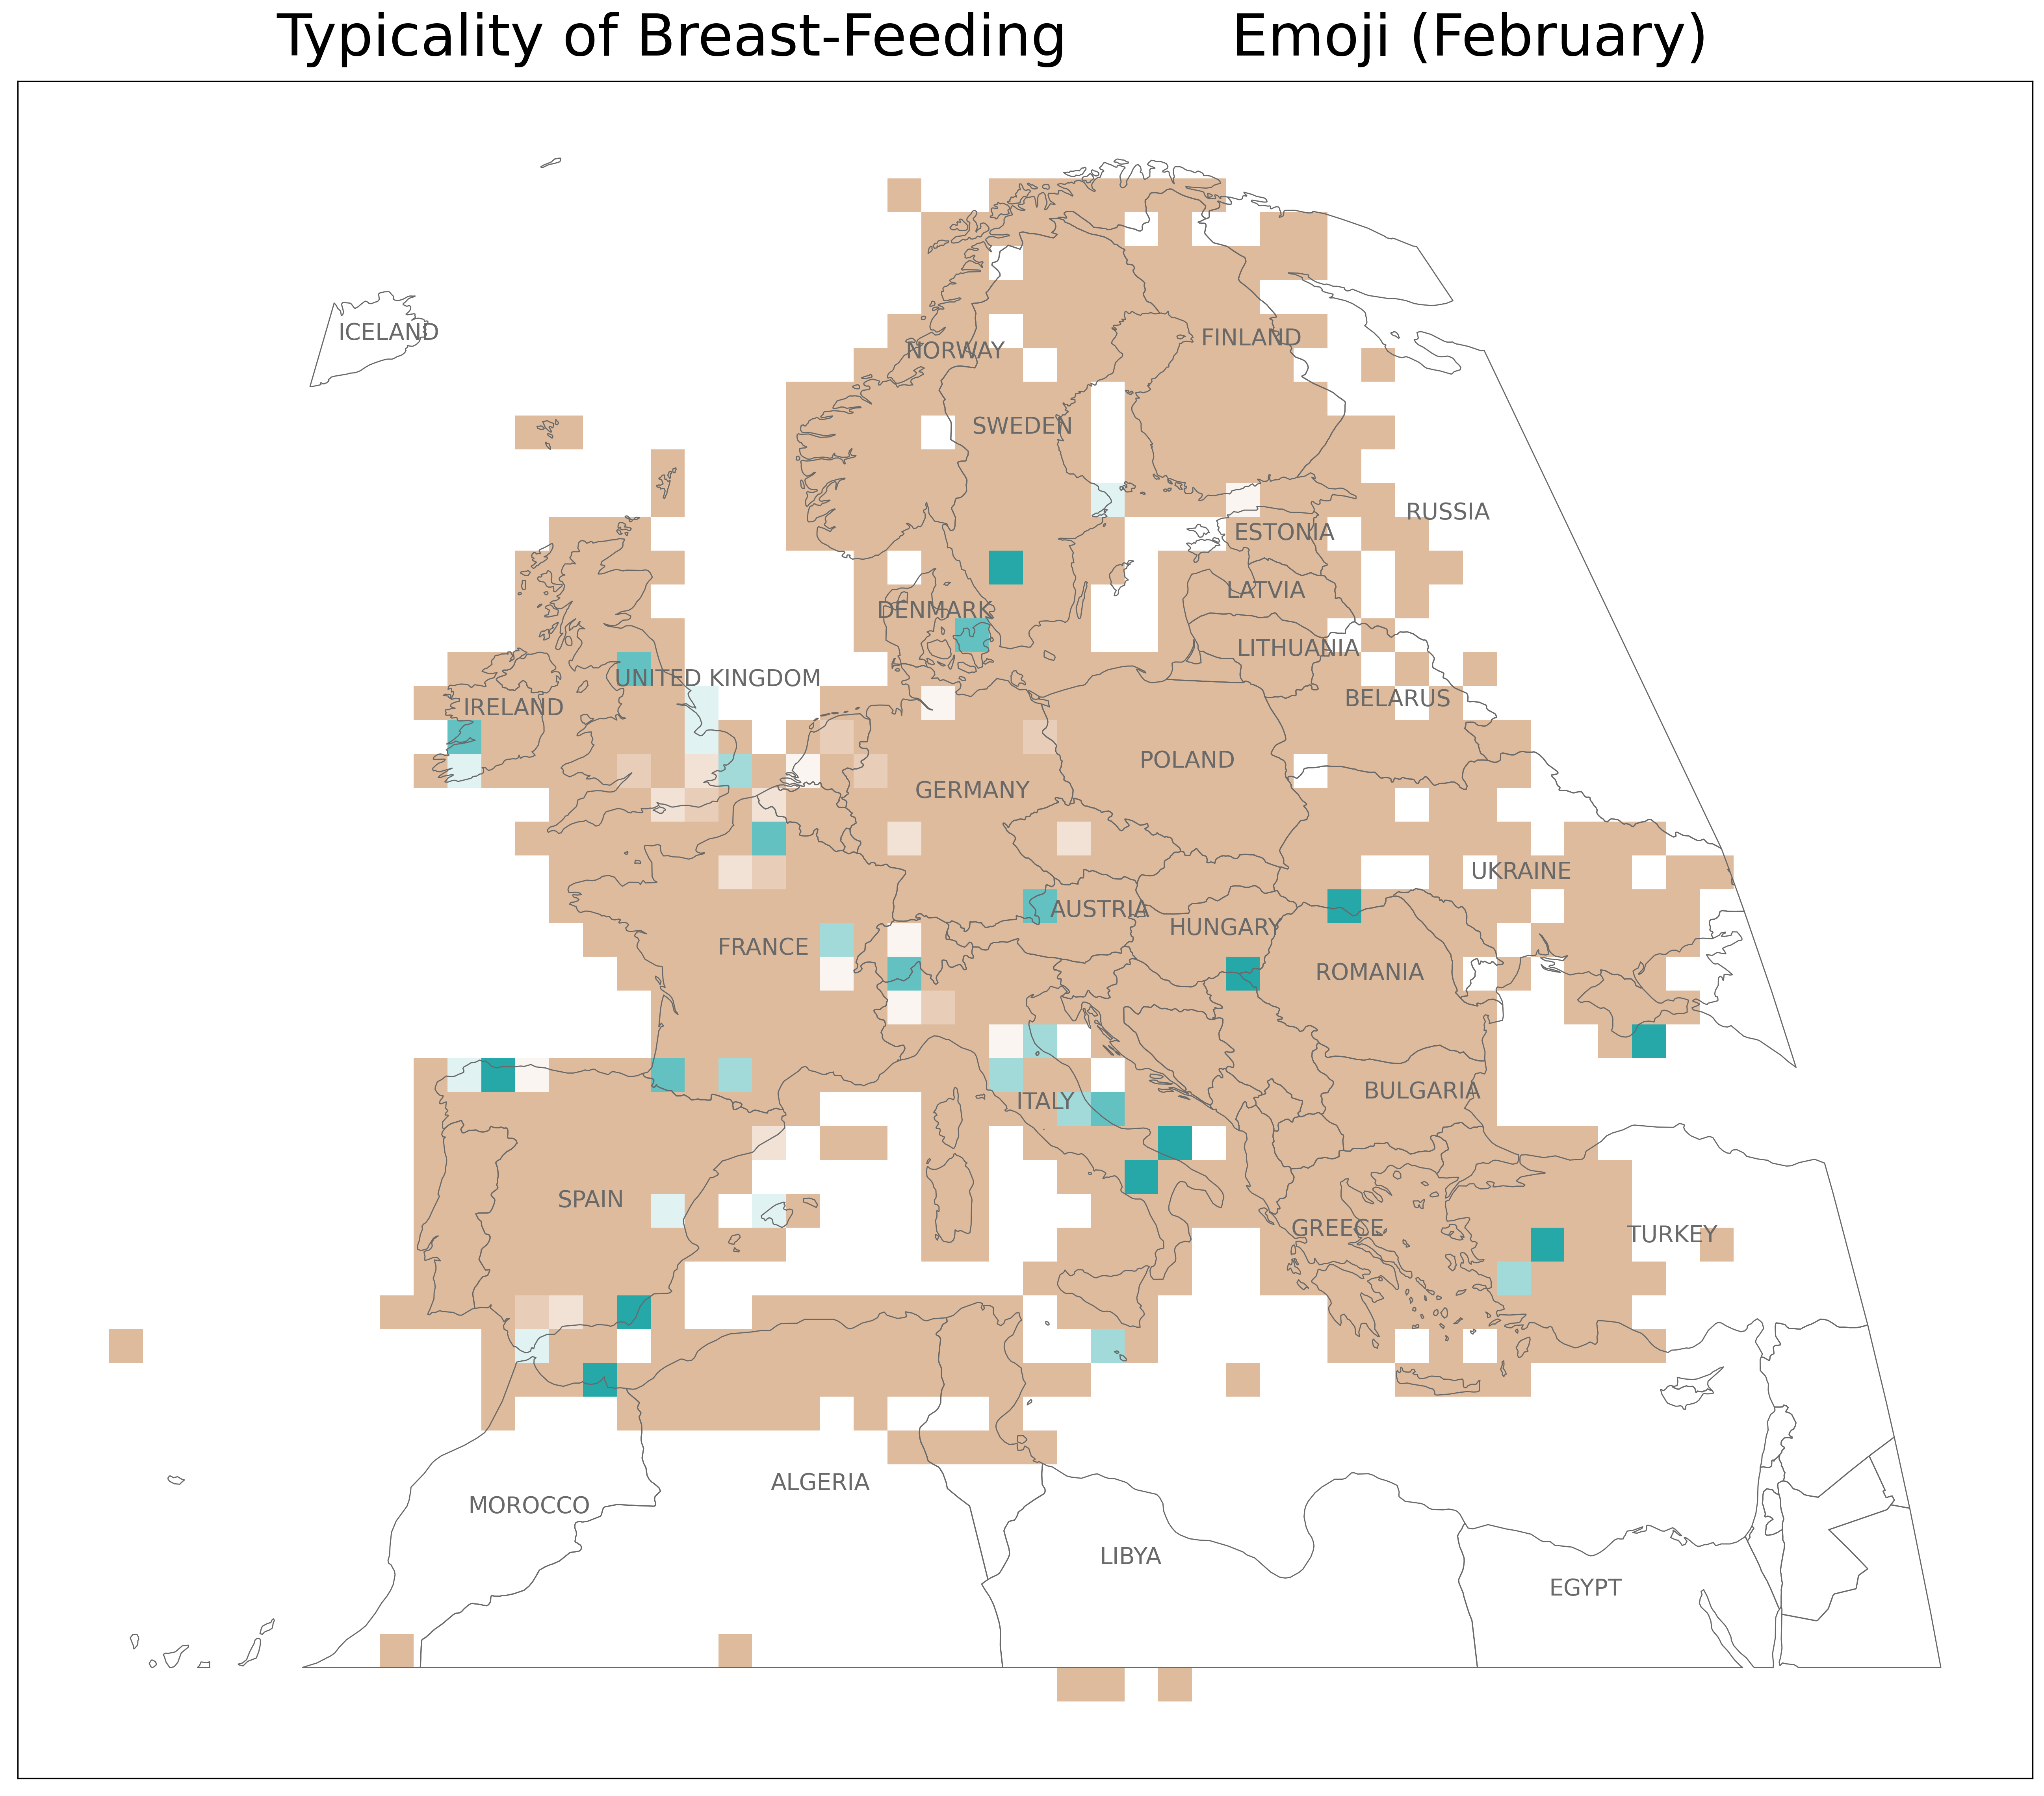 Typicality of Breast-Feeding Emoji (February)
ICELAND
NORWAY
FINLAND
SWEDEN
RUSSIA
ESTONIA
LATVIA
DENMARK
LITHUANIA
UNITED KINGDOM
BELARUS
IRELAND
POLAND
GERMANY
UKRAINE
AUSTRIA
HUNGARY
FRANCE
ROMANIA
BULGARIA
ITALY
SPAIN
GREECE
TURKEY
ALGERIA
MOROCCO
LIBYA
EGYPT